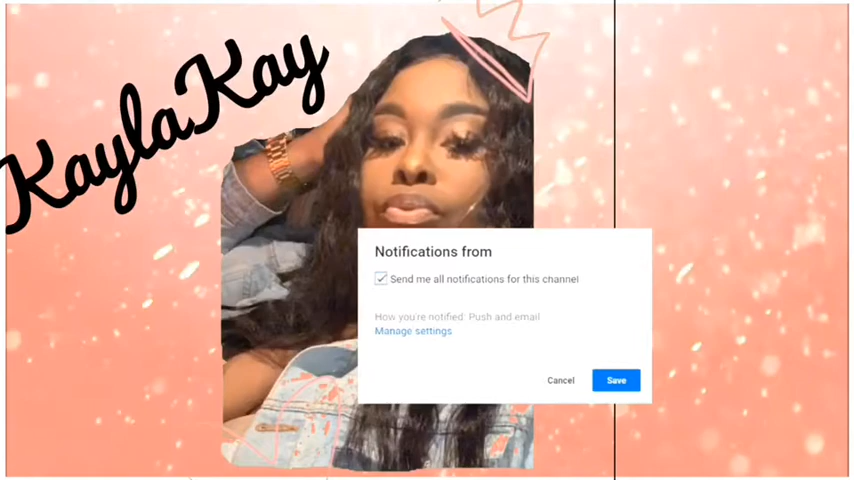 KaylaKay
Notifications from
Send me all notifications for this channel
How you're notified: Push and email
Manage settings
Cancel
Save